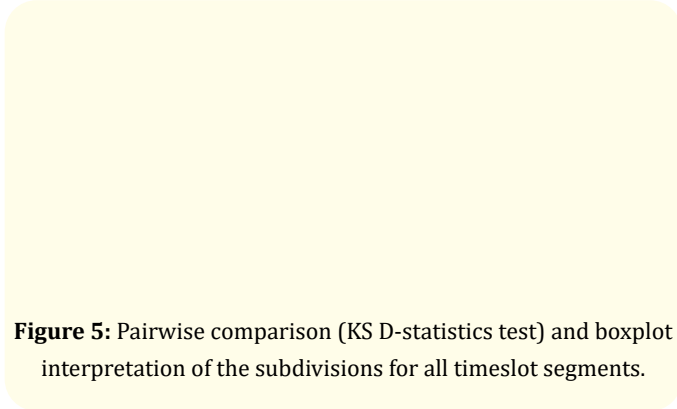 Figure 5: Pairwise comparison (KS D-statistics test) and boxplot
interpretation of the subdivisions for all timeslot segments.